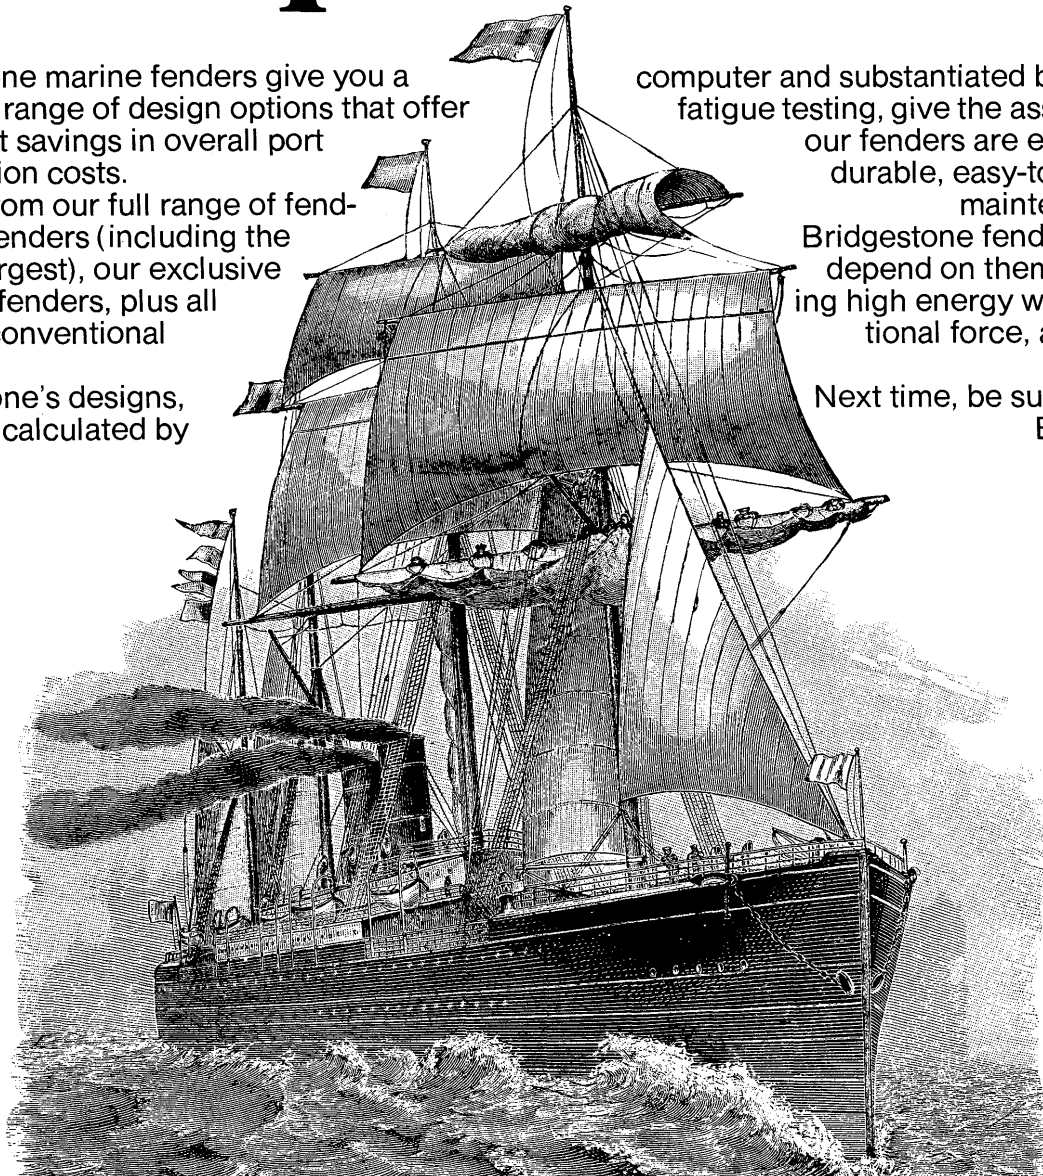 ne marine fenders give you a
range of design options that offer
t savings in overall port
ion costs.
om our full range of fend-
enders (including the
rgest), our exclusive
fenders, plus all
conventional
one's designs,
calculated by
computer and substantiated b
fatigue testing, give the ass
our fenders are e
durable, easy-to
mainte
Bridgestone fend
depend on them
ing high energy w
tional force, a
Next time, be su